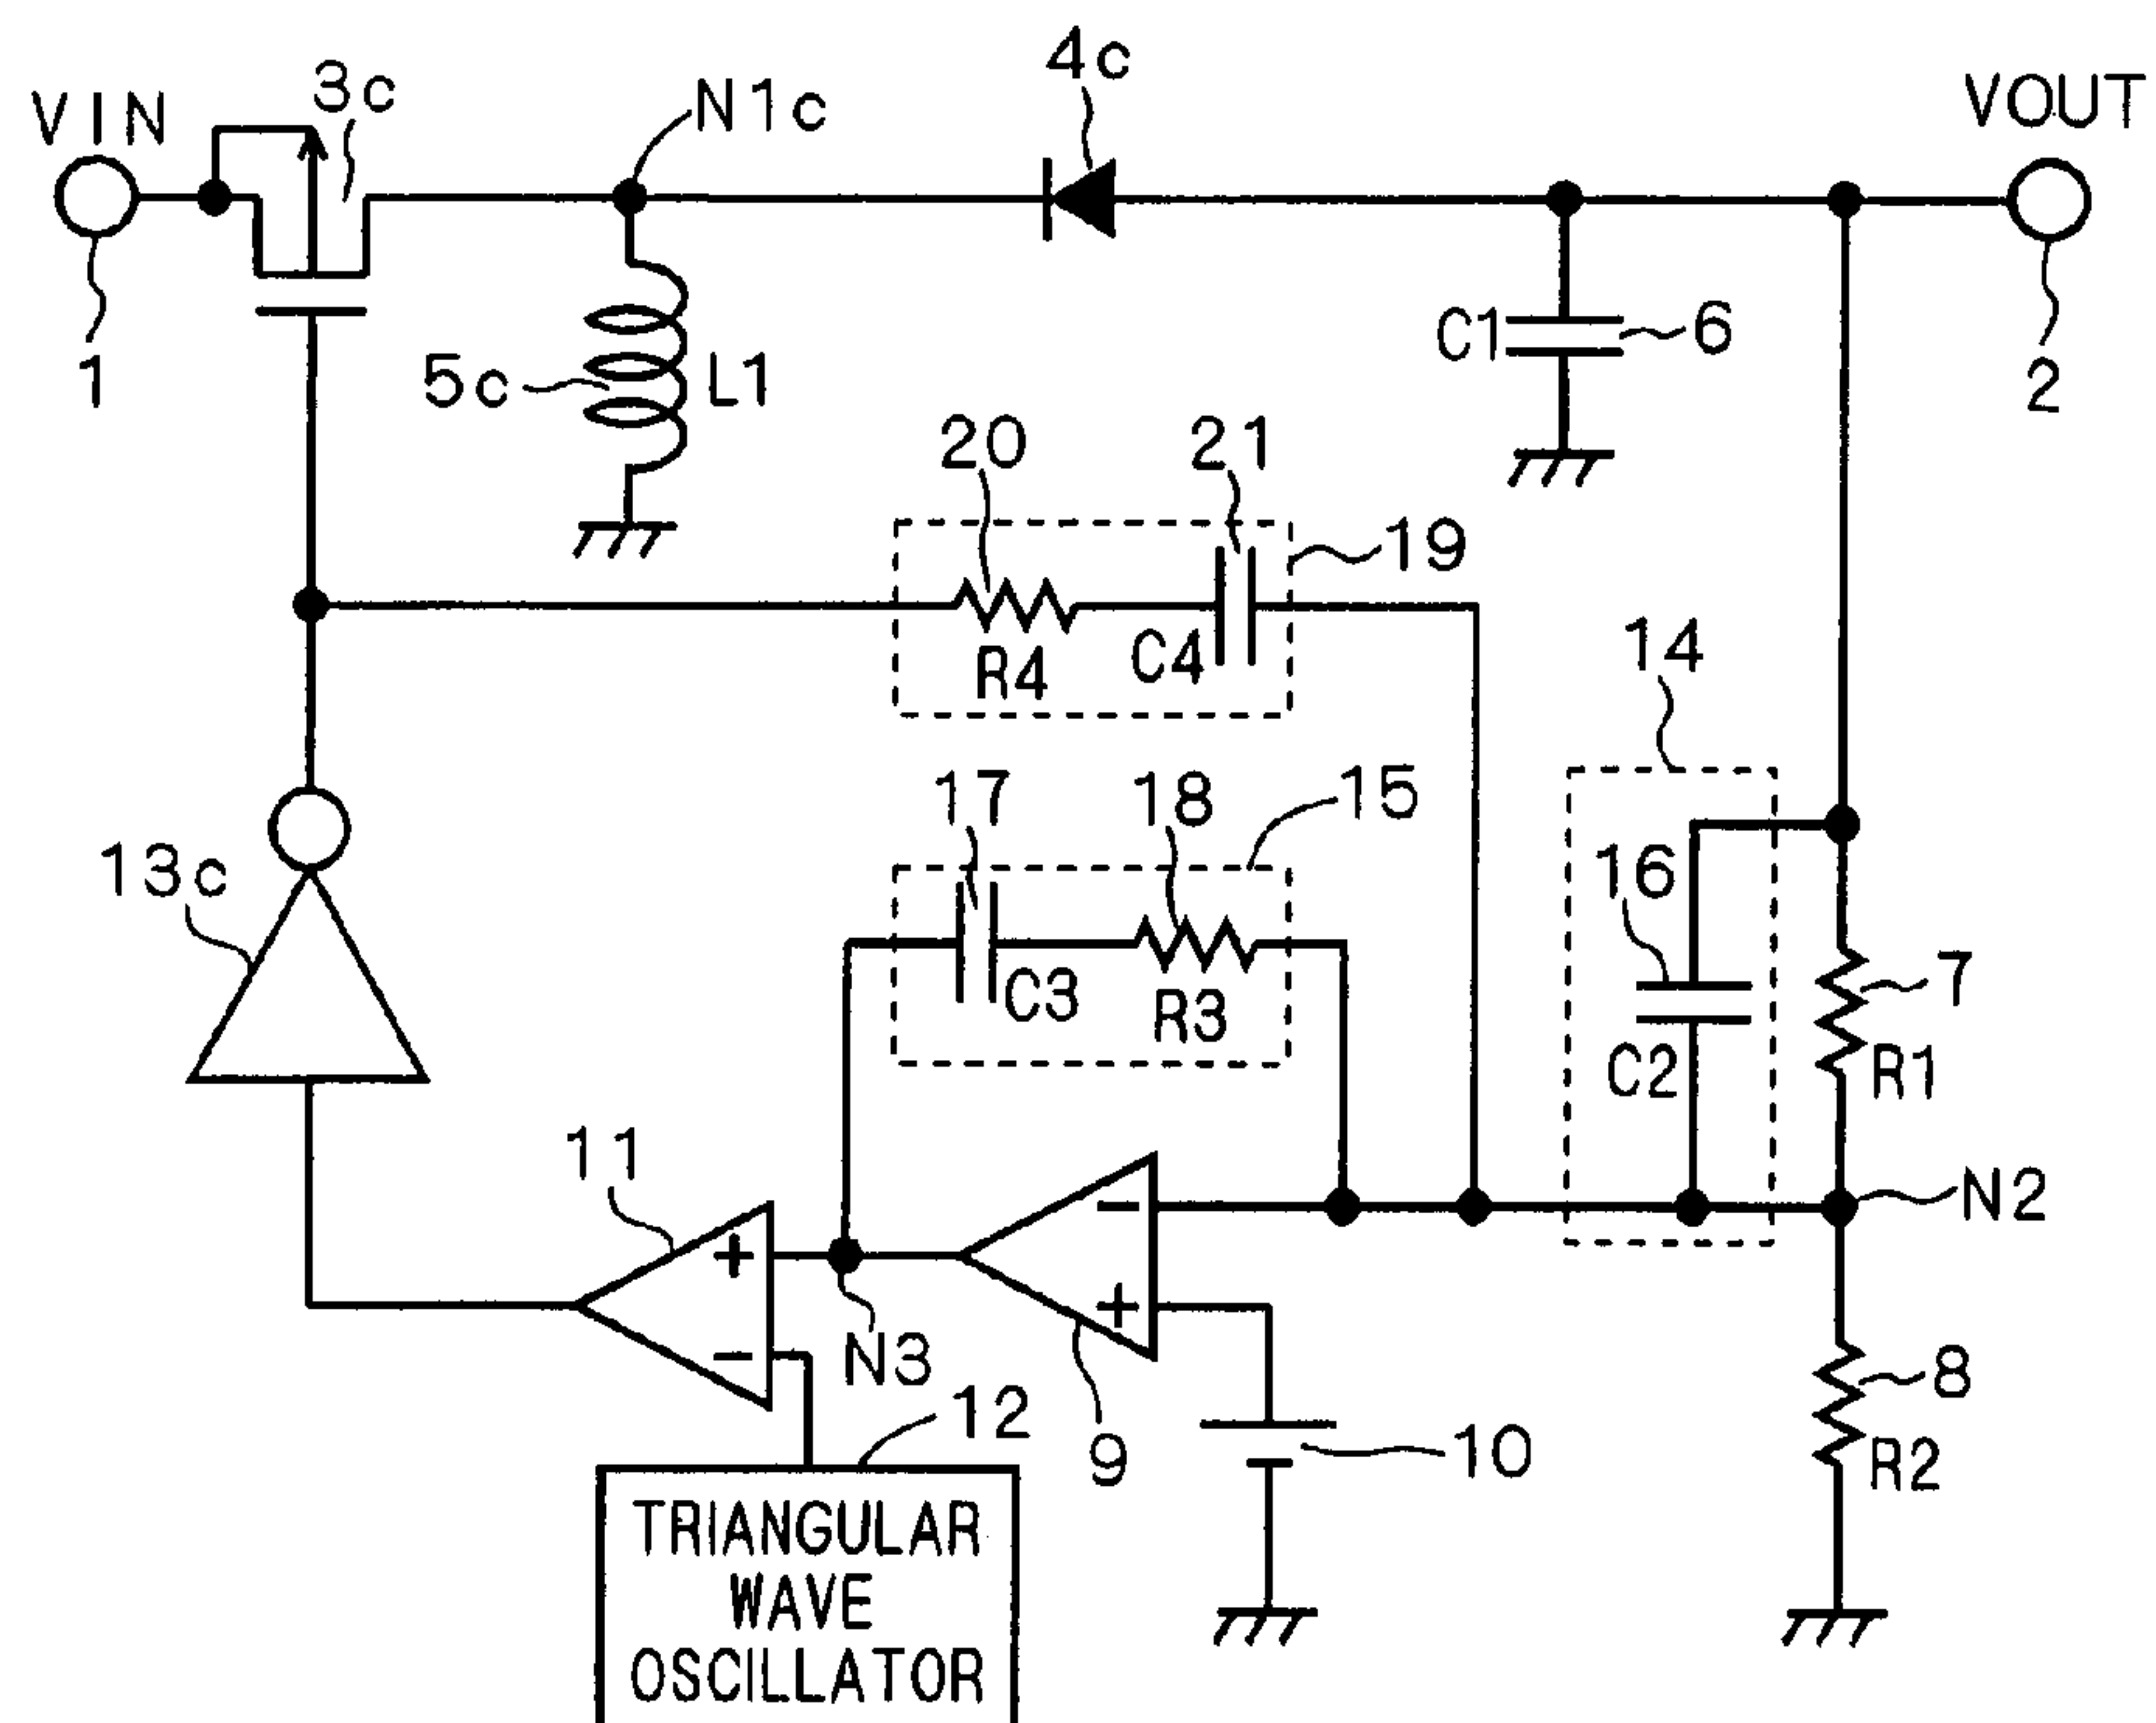 4c
3c
N1c
VIN
VOUT
C1
6
1
5c
L1
2
20
21
19
R4
C4
14
17
18
15
13c
16
C3
R3
7
C2
R1
11
N2
+
−
+
N3
−
8
12
9
10
R2
TRIANGULAR
WAVE
OSCILLATOR